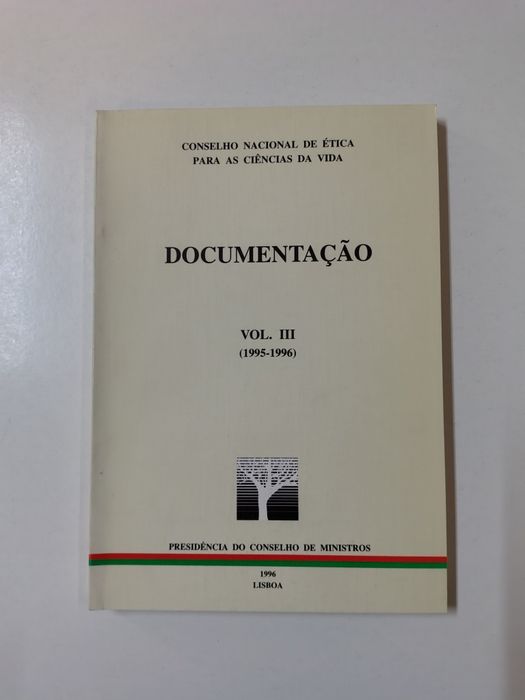 CONSELHO NACIONAL DE ÉTICA
PARA AS CIÊNCIAS DA VIDA
DOCUMENTAÇÃO
VOL. III
(1995-1996)
PRESIDÊNCIA DO CONSELHO DE MINISTROS
1996
LISBOA